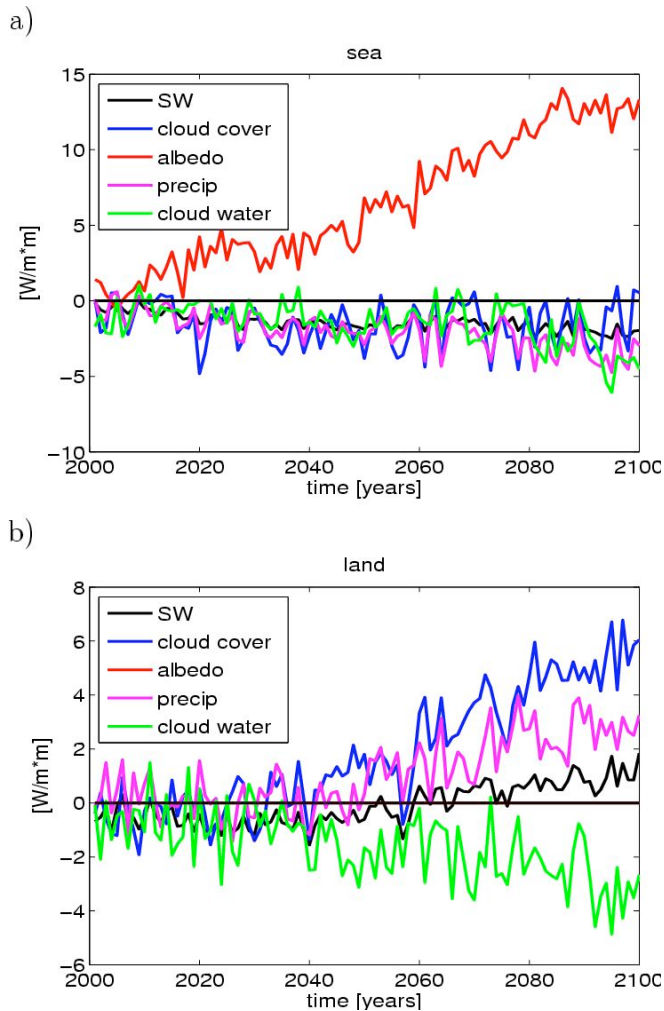 a)
sea
15
10
5
0
−5
−10
[W/m*m]
SW
cloud cover
albedo
precip
cloud water
2000
2020
2040
2060
2080
2100
time [years]
b)
land
8
6
4
2
0
−2
−4
−6
[W/m*m]
SW
cloud cover
albedo
precip
cloud water
2000
2020
2040
2060
2080
2100
time [years]